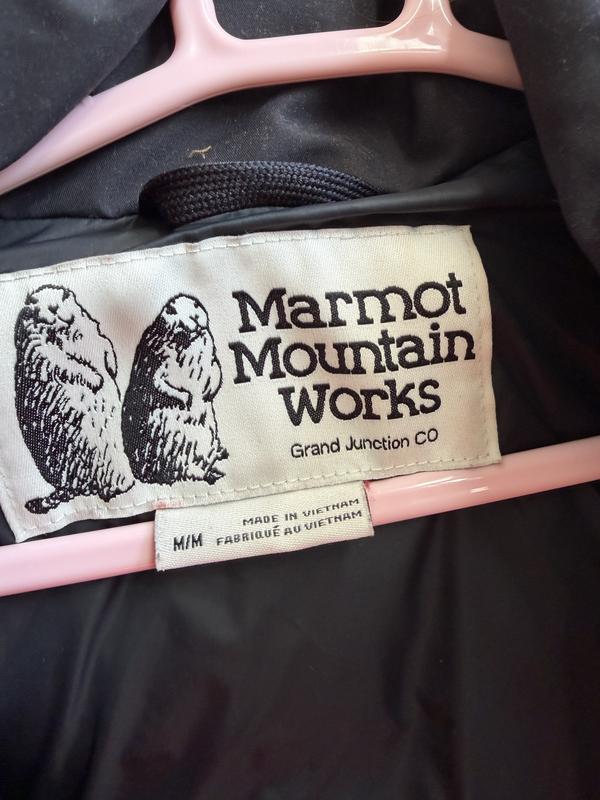 Marmot
Mountain
Works
Grand Junction CO
M/M
MADE IN VIETNAM
FABRIQUÉ AU VIETNAM